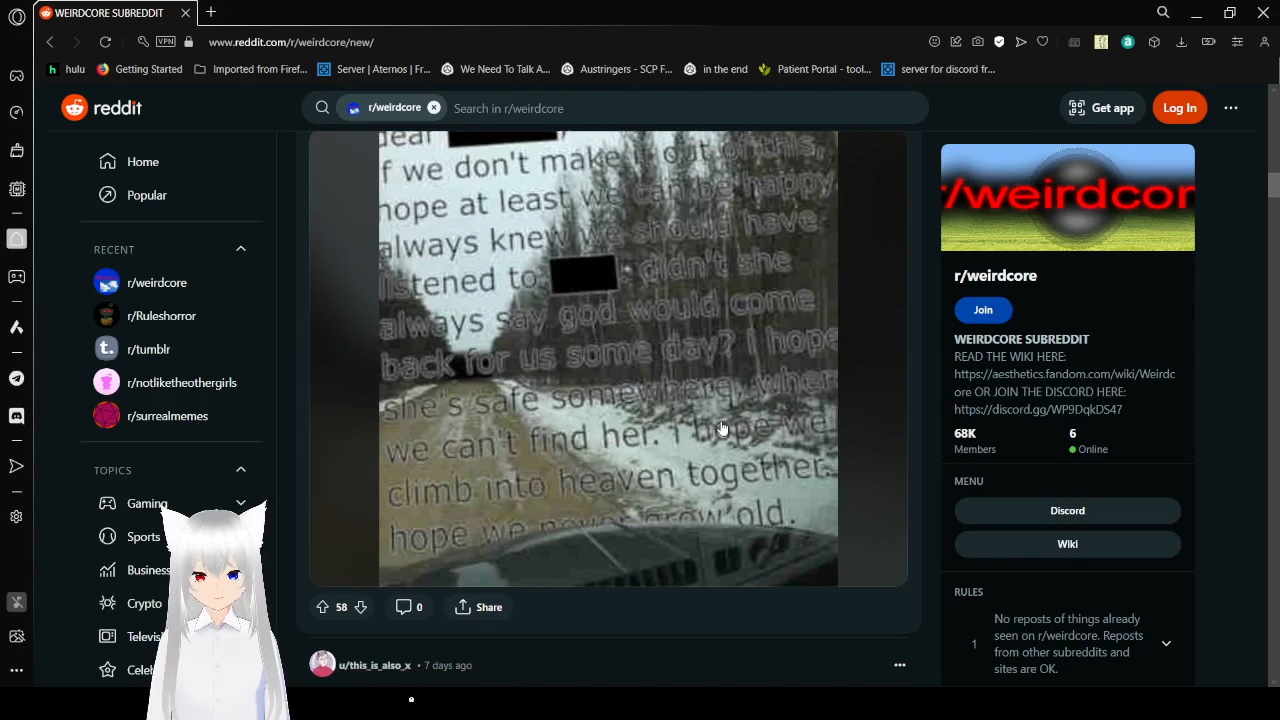 WEIRDCORE SUBREDDIT
VPN
www.reddit.com/r/weirdcore/new/
hulu
Getting Started
Imported from Firef...
Server | Aternos | Fr...
We Need To Talk A...
Austringers - SCP F...
in the end
Patient Portal - tool...
server for discord fr...
reddit
r/weirdcore
Search in r/weirdcore
Get app
Log In
Home
Popular
RECENT
r/weirdcore
r/Ruleshorror
r/tumblr
r/notliketheothergirls
r/surrealmemes
TOPICS
Gaming
Sports
Business
Crypto
Televisi
Celeb
dear
f we don't make it out of this,
hope at least we can be happy.
always knew we should have
listened to didn't she
always say god would come
back for us some day? I hope
she's safe somewhere, wher
we can't find her. I hope we
climb into heaven together.
hope we never grow old.
58
0
Share
u/this_is_also_x • 7 days ago
/weirdcor
r/weirdcore
Join
WEIRDCORE SUBREDDIT
READ THE WIKI HERE:
https://aesthetics.fandom.com/wiki/Weirdc
ore OR JOIN THE DISCORD HERE:
https://discord.gg/WP9DqkDS47
68K
6
Members
Online
MENU
Discord
Wiki
RULES
1
No reposts of things already
seen on r/weirdcore. Reposts
from other subreddits and
sites are OK.